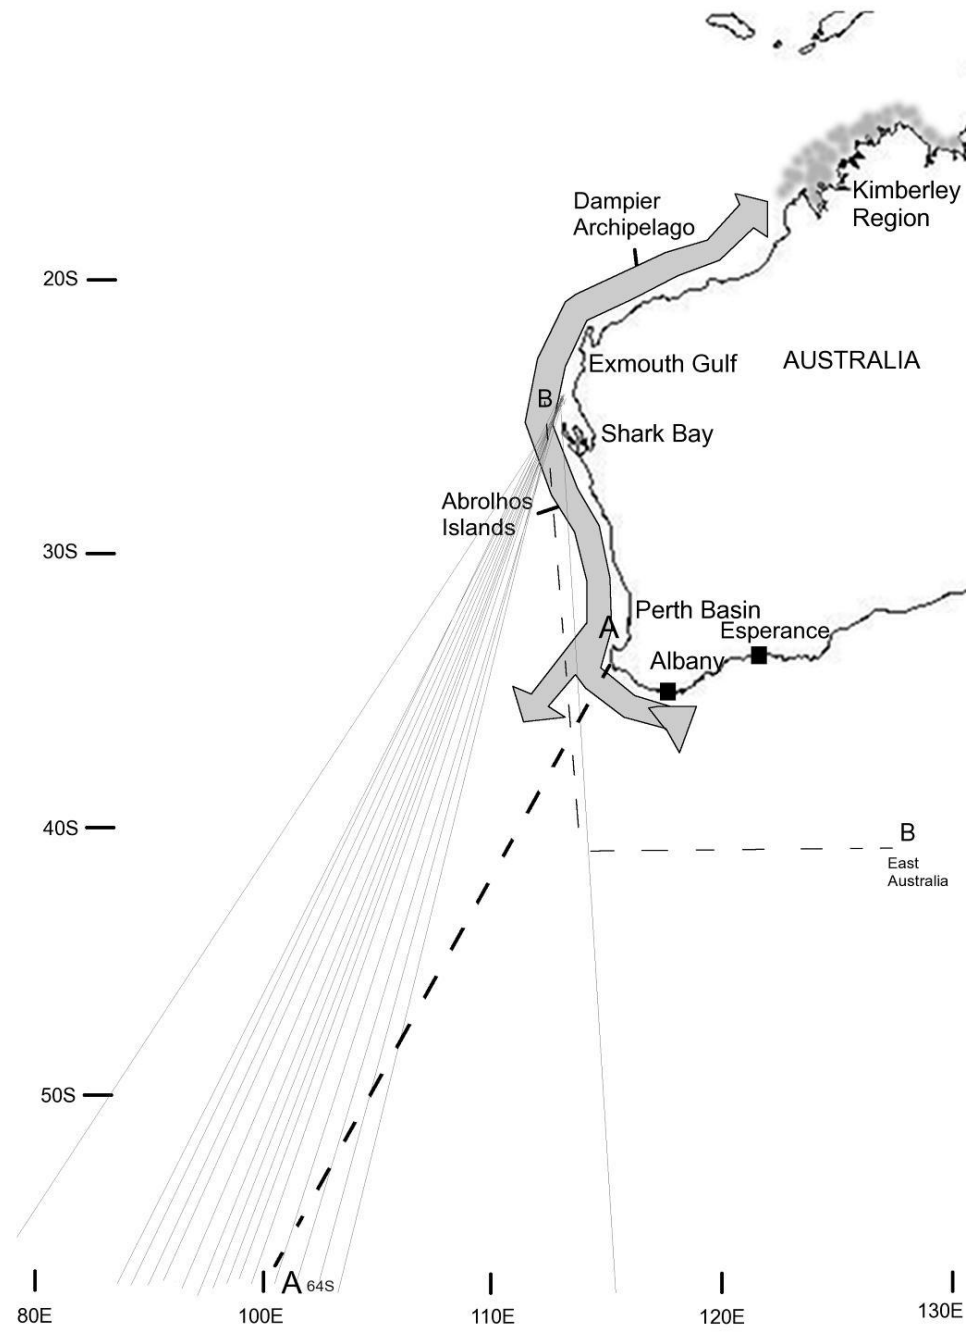 Kimberley
Region
Dampier
Archipelago
20S
Exmouth Gulf
AUSTRALIA
B
Shark Bay
Abrolhos
Islands
30S
Perth Basin
A
Esperance
Albany
40S
B
East
Australia
50S
A 64S
80E
100E
110E
120E
130E